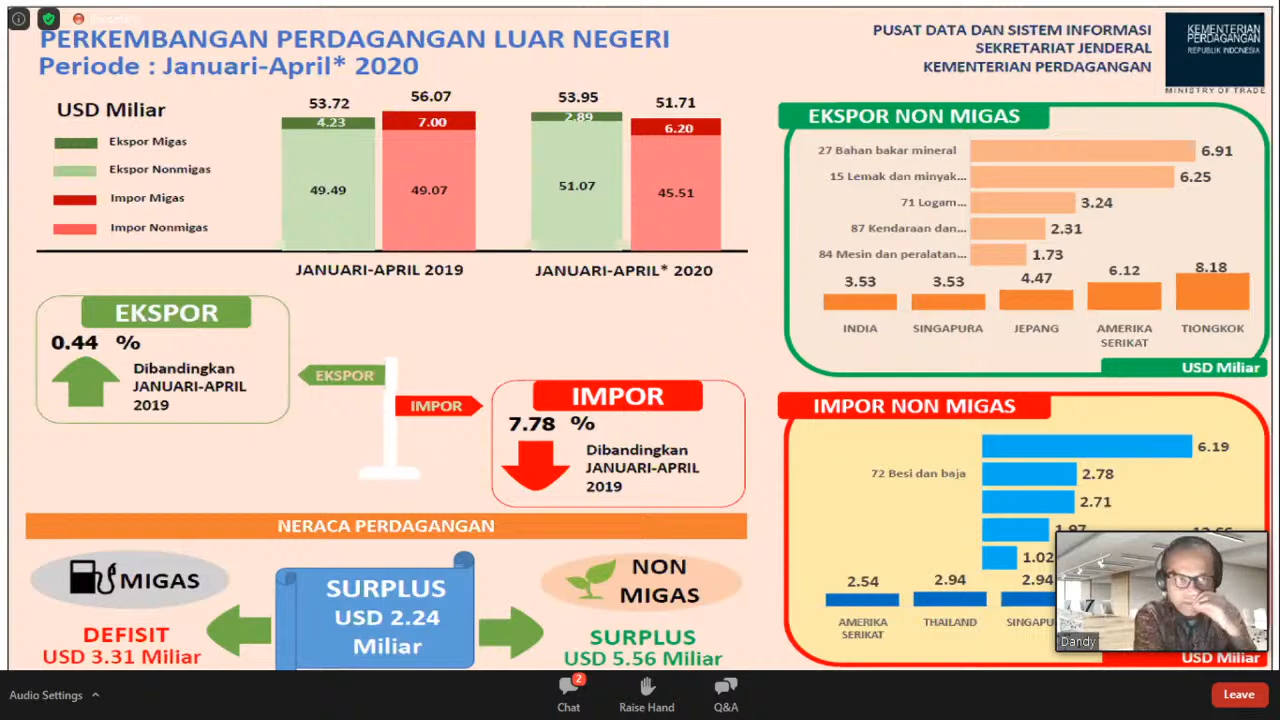 PERKEMBANGAN PERDAGANGAN LUAR NEGERI
Periode : Januari-April* 2020
PUSAT DATA DAN SISTEM INFORMASI
SEKRETARIAT JENDERAL
KEMENTERIAN PERDAGANGAN
KEMENTERIAN
PERDAGANGAN
REPUBLIK INDONESIA
MINISTRY OF TRADE
USD Miliar
Ekspor Migas
Ekspor Nonmigas
Impor Migas
Impor Nonmigas
53.72
56.07
53.95
51.71
4.23
7.00
2.89
6.20
49.49
49.07
51.07
45.51
JANUARI-APRIL 2019
JANUARI-APRIL* 2020
EKSPOR
0.44 %
Dibandingkan
JANUARI-APRIL
2019
EKSPOR
IMPOR
IMPOR
7.78 %
Dibandingkan
JANUARI-APRIL
2019
NERACA PERDAGANGAN
MIGAS
DEFISIT
USD 3.31 Miliar
SURPLUS
USD 2.24
Miliar
NON
MIGAS
SURPLUS
USD 5.56 Miliar
EKSPOR NON MIGAS
27 Bahan bakar mineral 6.91
15 Lemak dan minyak... 6.25
71 Logam... 3.24
87 Kendaraan dan... 2.31
84 Mesin dan peralatan... 1.73
3.53 3.53 4.47 6.12 8.18
INDIA SINGAPURA JEPANG AMERIKA SERIKAT TIONGKOK
USD Miliar
IMPOR NON MIGAS
6.19
72 Besi dan baja 2.78
2.71
1.97
1.02
2.54 2.94 2.94
AMERIKA SERIKAT THAILAND
USD Miliar
Dandy
Audio Settings
2
Chat
Raise Hand
Q&A
Leave